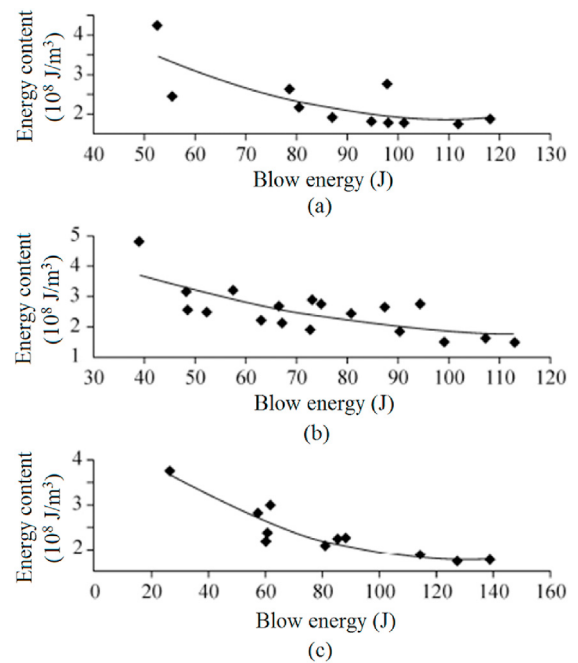 Energy content
(10⁸ J/m³)
4
3
2
40 50 60 70 80 90 100 110 120 130
Blow energy (J)
(a)
Energy content
(10⁸ J/m³)
5
4
3
2
1
30 40 50 60 70 80 90 100 110 120
Blow energy (J)
(b)
Energy content
(10⁸ J/m³)
4
3
2
0 20 40 60 80 100 120 140 160
Blow energy (J)
(c)